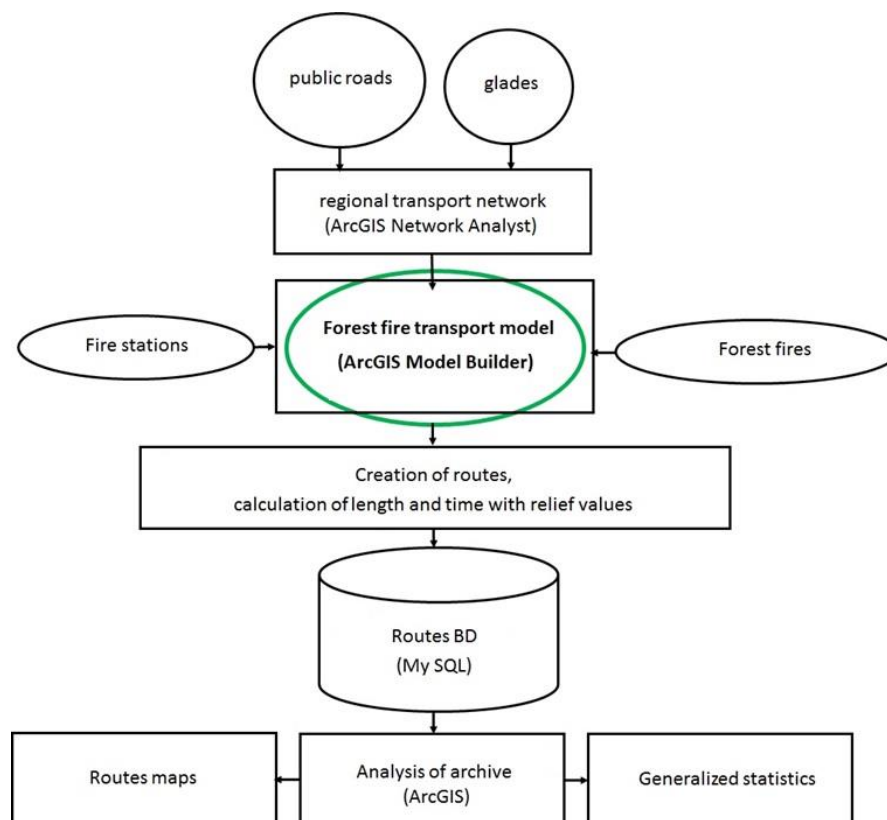 public roads
glades
regional transport network
(ArcGIS Network Analyst)
Forest fire transport model
(ArcGIS Model Builder)
Fire stations
Forest fires
Creation of routes,
calculation of length and time with relief values
Routes BD
(My SQL)
Routes maps
Analysis of archive
(ArcGIS)
Generalized statistics